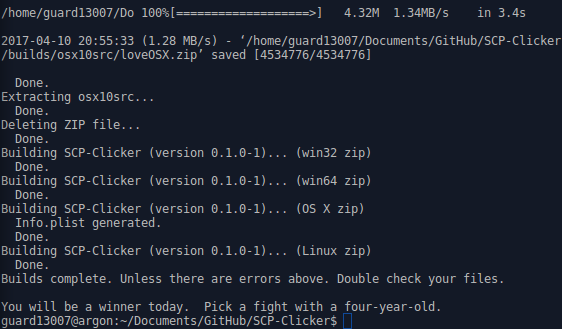 /home/guard13007/Do 100%[===================>]   4.32M  1.34MB/s    in 3.4s
2017-04-10 20:55:33 (1.28 MB/s) - ‘/home/guard13007/Documents/GitHub/SCP-Clicker
/builds/osx10src/loveOSX.zip’ saved [4534776/4534776]
  Done.
Extracting osx10src...
  Done.
Deleting ZIP file...
  Done.
Building SCP-Clicker (version 0.1.0-1)... (win32 zip)
  Done.
Building SCP-Clicker (version 0.1.0-1)... (win64 zip)
  Done.
Building SCP-Clicker (version 0.1.0-1)... (OS X zip)
  Info.plist generated.
  Done.
Building SCP-Clicker (version 0.1.0-1)... (Linux zip)
  Done.
Builds complete. Unless there are errors above. Double check your files.
You will be a winner today.  Pick a fight with a four-year-old.
guard13007@argon:~/Documents/GitHub/SCP-Clicker$